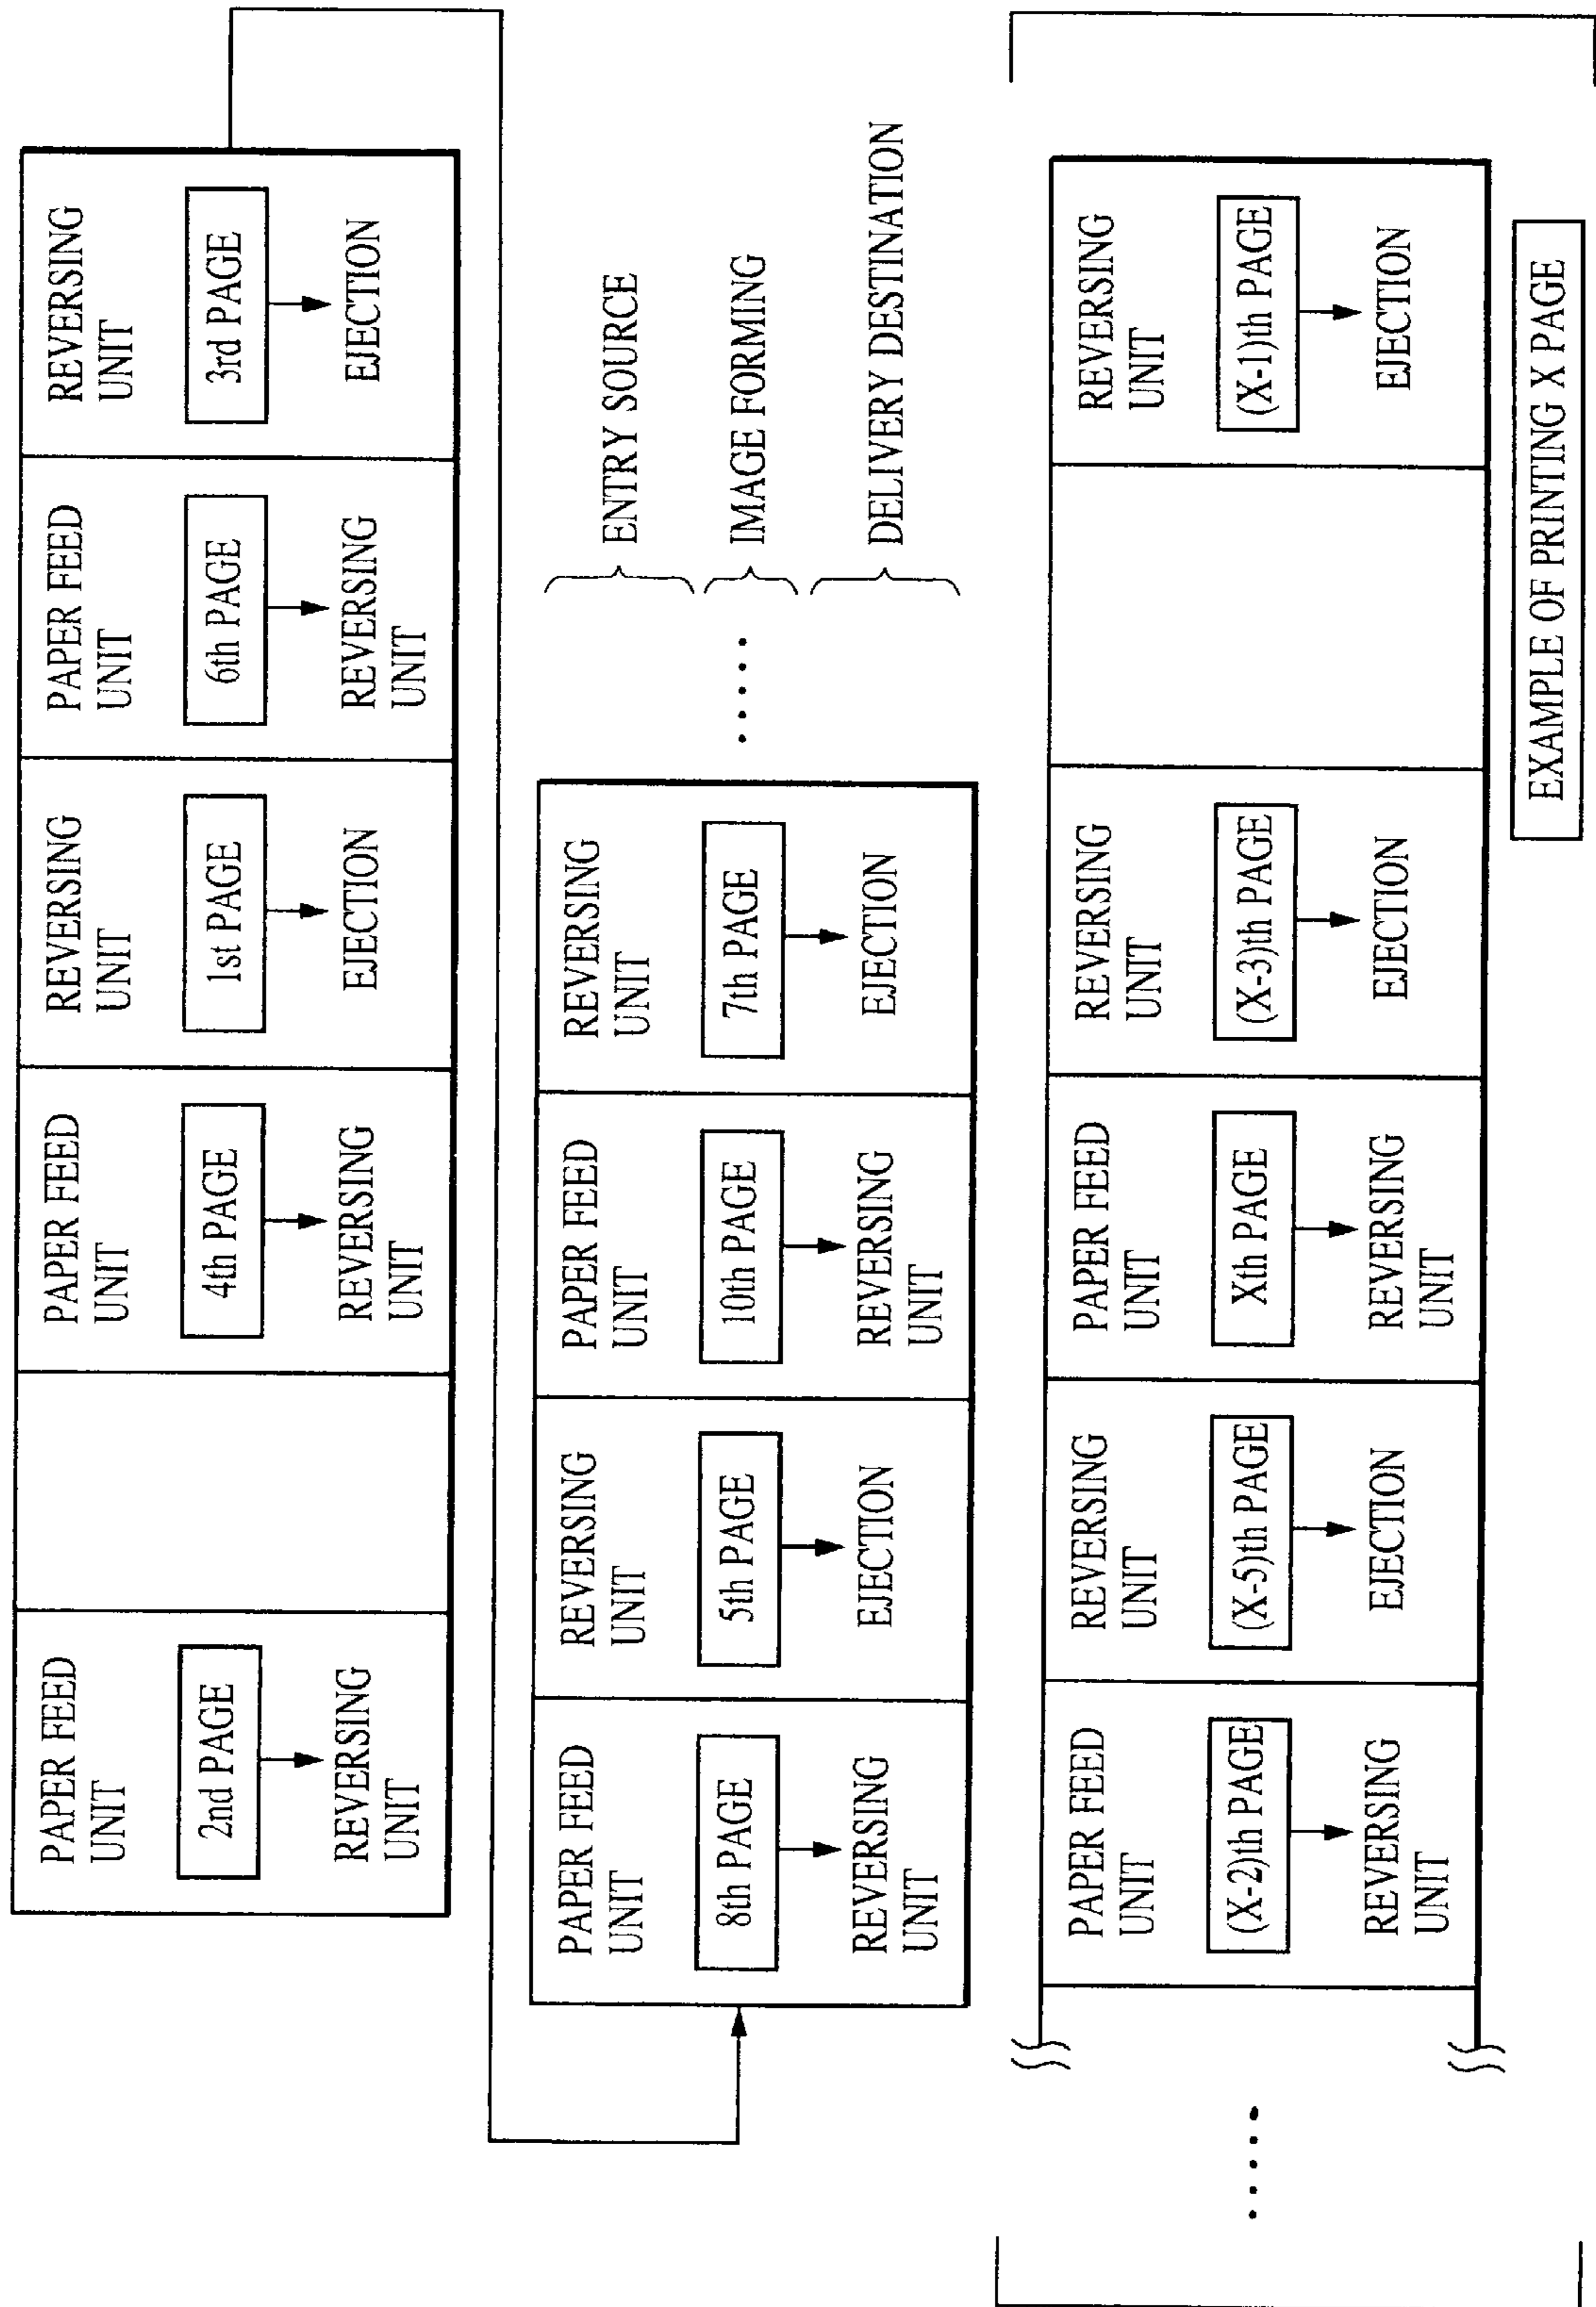 PAPER FEED
UNIT
2nd PAGE
REVERSING
UNIT
PAPER FEED
UNIT
4th PAGE
REVERSING
UNIT
REVERSING
UNIT
1st PAGE
EJECTION
PAPER FEED
UNIT
6th PAGE
REVERSING
UNIT
REVERSING
UNIT
3rd PAGE
EJECTION
PAPER FEED
UNIT
8th PAGE
REVERSING
UNIT
REVERSING
UNIT
5th PAGE
EJECTION
PAPER FEED
UNIT
10th PAGE
REVERSING
UNIT
REVERSING
UNIT
7th PAGE
EJECTION
.....
ENTRY SOURCE
IMAGE FORMING
DELIVERY DESTINATION
.....
PAPER FEED
UNIT
(X-2)th PAGE
REVERSING
UNIT
REVERSING
UNIT
(X-5)th PAGE
EJECTION
PAPER FEED
UNIT
Xth PAGE
REVERSING
UNIT
REVERSING
UNIT
(X-3)th PAGE
EJECTION
REVERSING
UNIT
(X-1)th PAGE
EJECTION
EXAMPLE OF PRINTING X PAGE